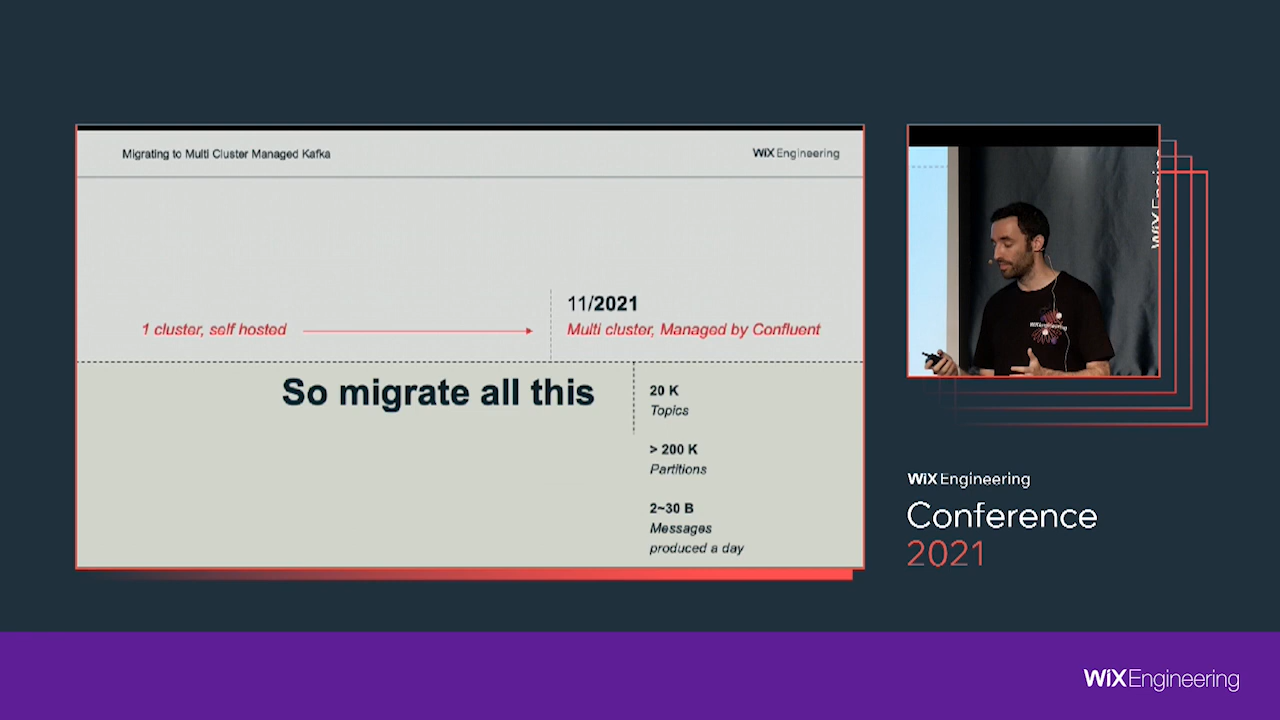 Migrating to Multi Cluster Managed Kafka
WiX Engineering
11/2021
1 cluster, self hosted
Multi cluster, Managed by Confluent
So migrate all this
20 K
Topics
> 200 K
Partitions
2~30 B
Messages
produced a day
WiX Engineering
Conference
2021
WiX Engineering